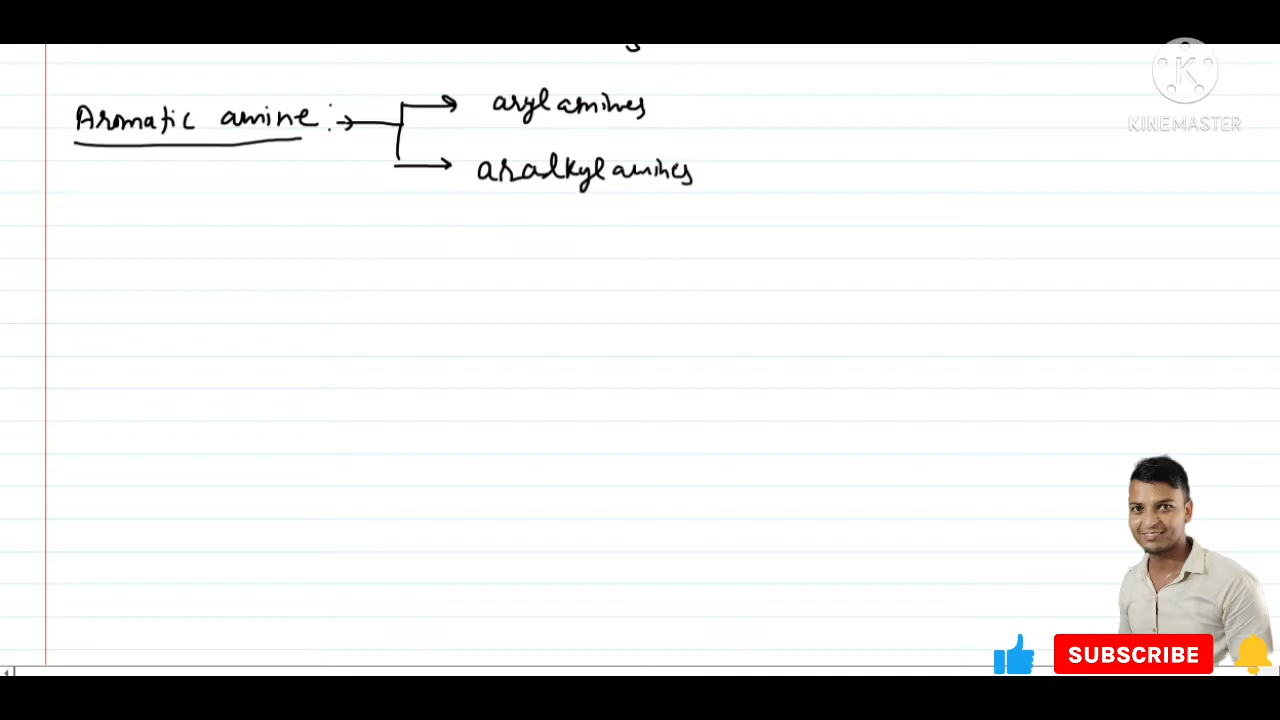 Aromatic amine :→ → arylamines
→ aralkylamines
KINEMASTER
SUBSCRIBE